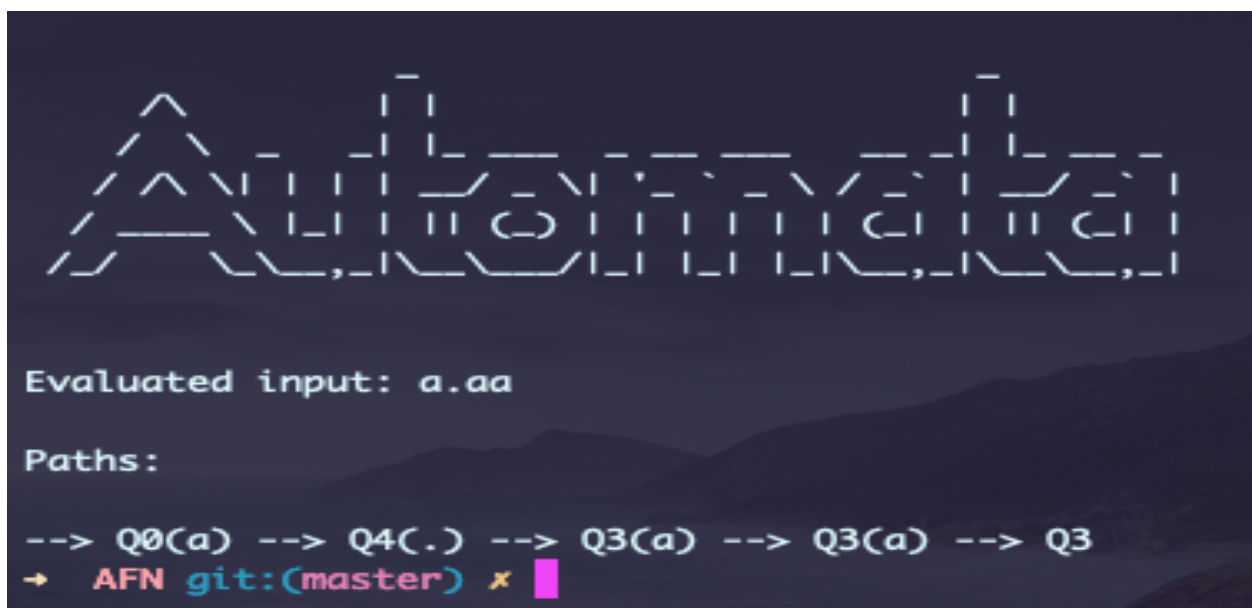 Automata
Evaluated input: a.aa
Paths:
--> Q0(a) --> Q4(.) --> Q3(a) --> Q3(a) --> Q3
→ AFN git:(master) ✗